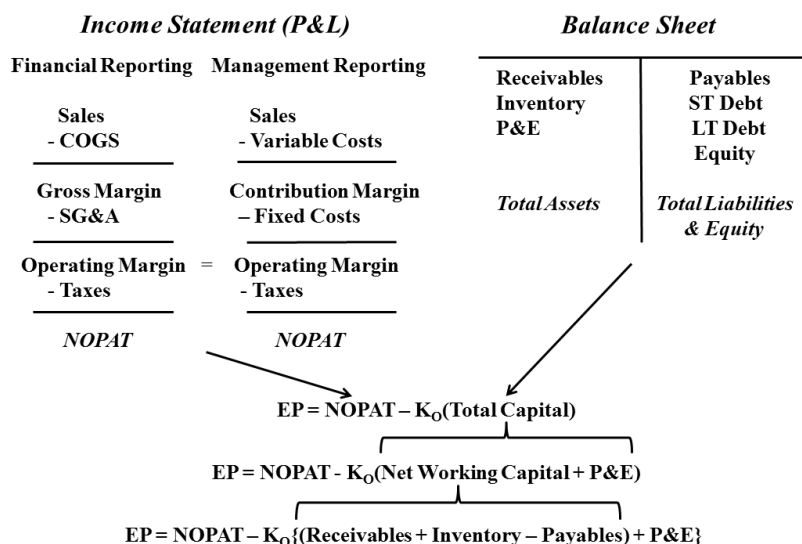 Income Statement (P&L)
Financial Reporting
Sales
- COGS
Gross Margin
- SG&A
Operating Margin
- Taxes
NOPAT
=
Management Reporting
Sales
- Variable Costs
Contribution Margin
– Fixed Costs
Operating Margin
- Taxes
NOPAT
Balance Sheet
Receivables
Inventory
P&E
Total Assets
Payables
ST Debt
LT Debt
Equity
Total Liabilities
& Equity
EP = NOPAT – KO(Total Capital)
EP = NOPAT - KO(Net Working Capital + P&E)
EP = NOPAT – KO{(Receivables + Inventory – Payables) + P&E}